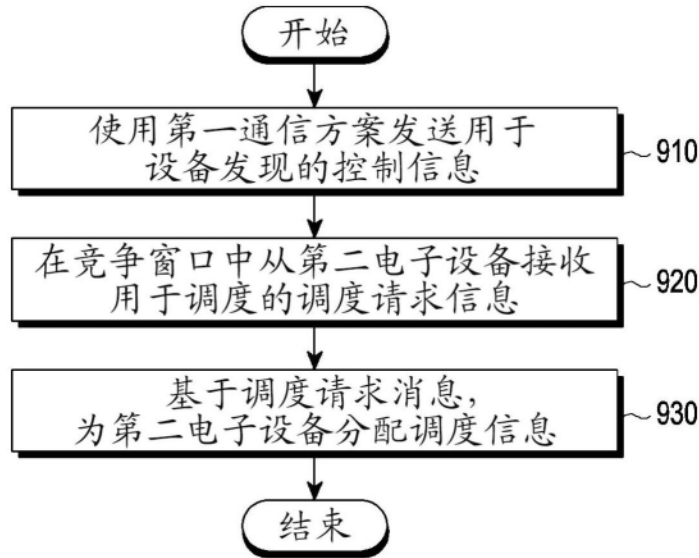 开始
使用第一通信方案发送用于
设备发现的控制信息
910
在竞争窗口中从第二电子设备接收
用于调度的调度请求信息
920
基于调度请求消息,
为第二电子设备分配调度信息
930
结束